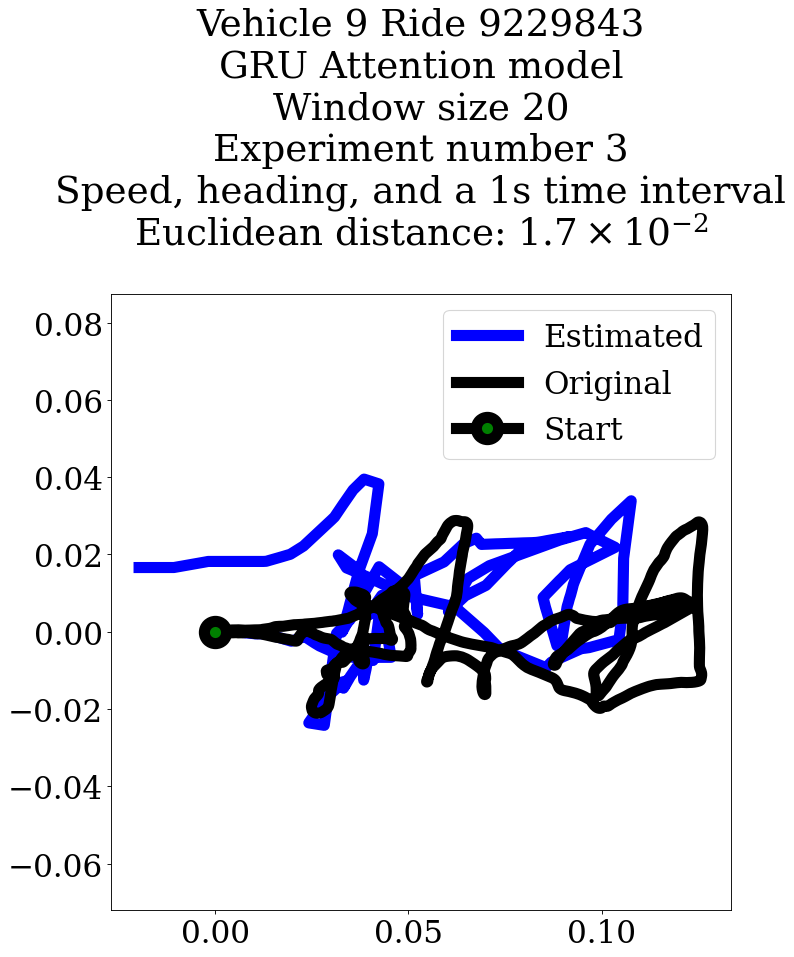 Vehicle 9 Ride 9229843
GRU Attention model
Window size 20
Experiment number 3
Speed, heading, and a 1s time interval
Euclidean distance: 1.7 × 10⁻²
Estimated
Original
Start
0.08
0.06
0.04
0.02
0.00
−0.02
−0.04
−0.06
0.00 0.05 0.10